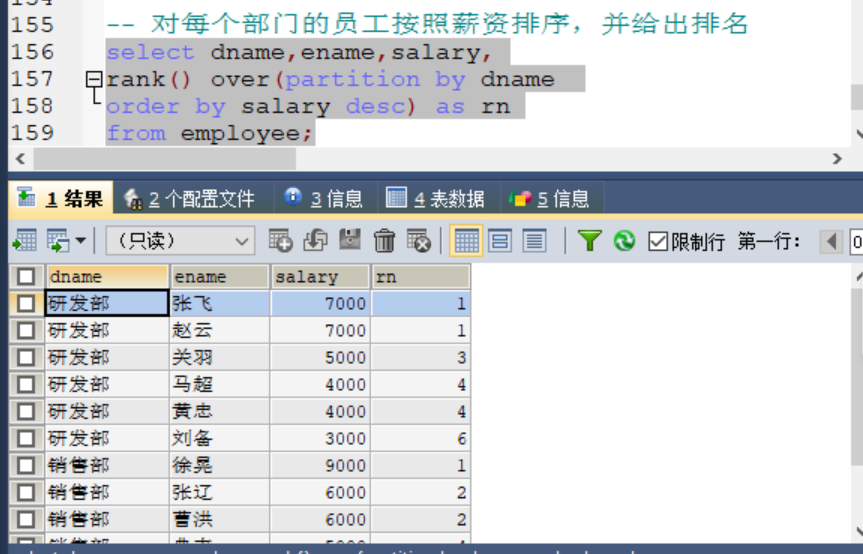 155 -- 对每个部门的员工按照薪资排序，并给出排名
156 select dname,ename,salary,
157 rank() over(partition by dname
158 order by salary desc) as rn
159 from employee;
1 结果 2 个配置文件 3 信息 4 表数据 5 信息
（只读） 限制行 第一行： 0
dname ename salary rn
研发部 张飞 7000 1
研发部 赵云 7000 1
研发部 关羽 5000 3
研发部 马超 4000 4
研发部 黄忠 4000 4
研发部 刘备 3000 6
销售部 徐晃 9000 1
销售部 张辽 6000 2
销售部 曹洪 6000 2